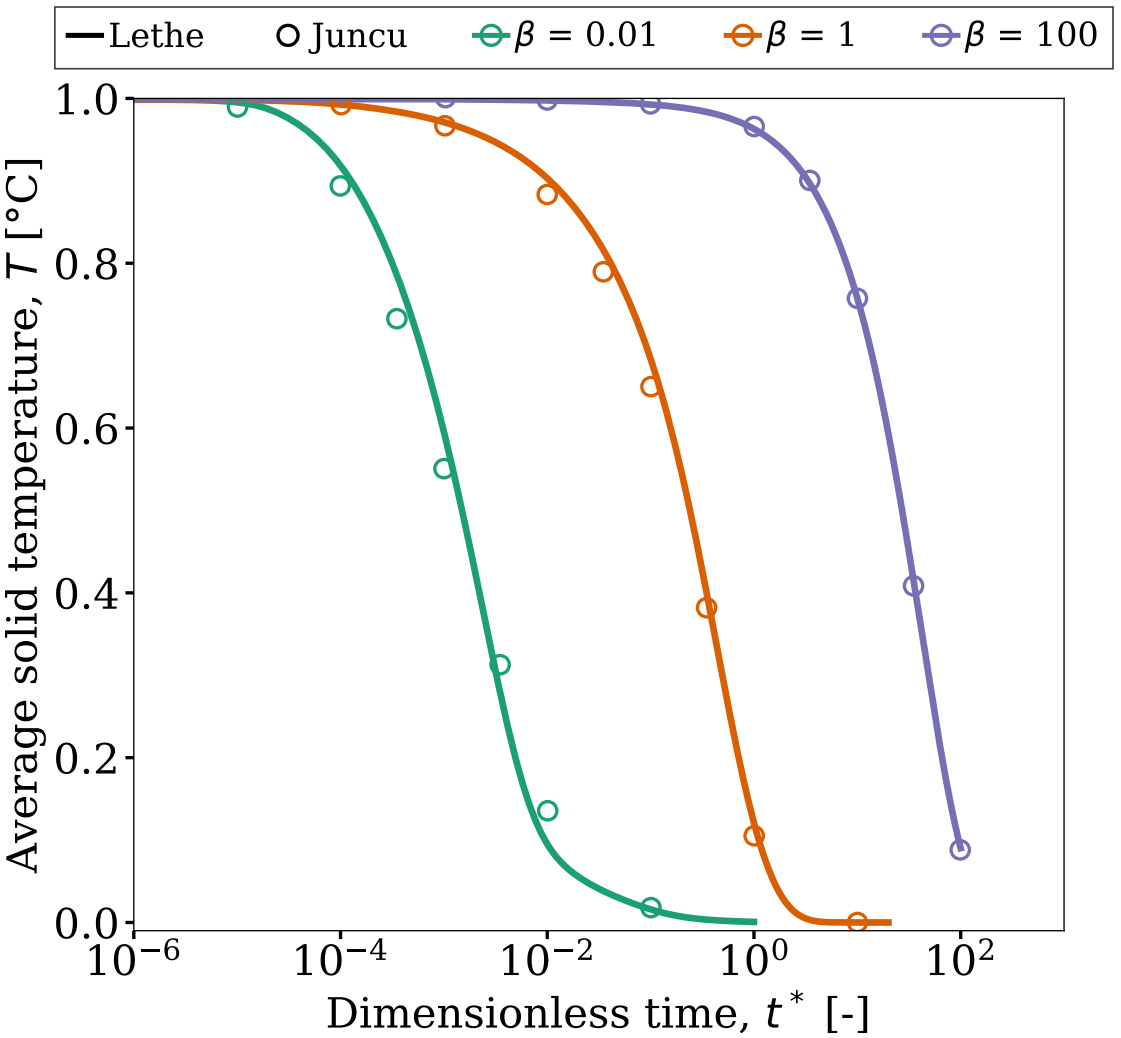 Lethe Juncu β = 0.01 β = 1 β = 100
1.0
0.8
0.6
0.4
0.2
0.0
Average solid temperature, T [°C]
10⁻⁶ 10⁻⁴ 10⁻² 10⁰ 10²
Dimensionless time, t* [-]